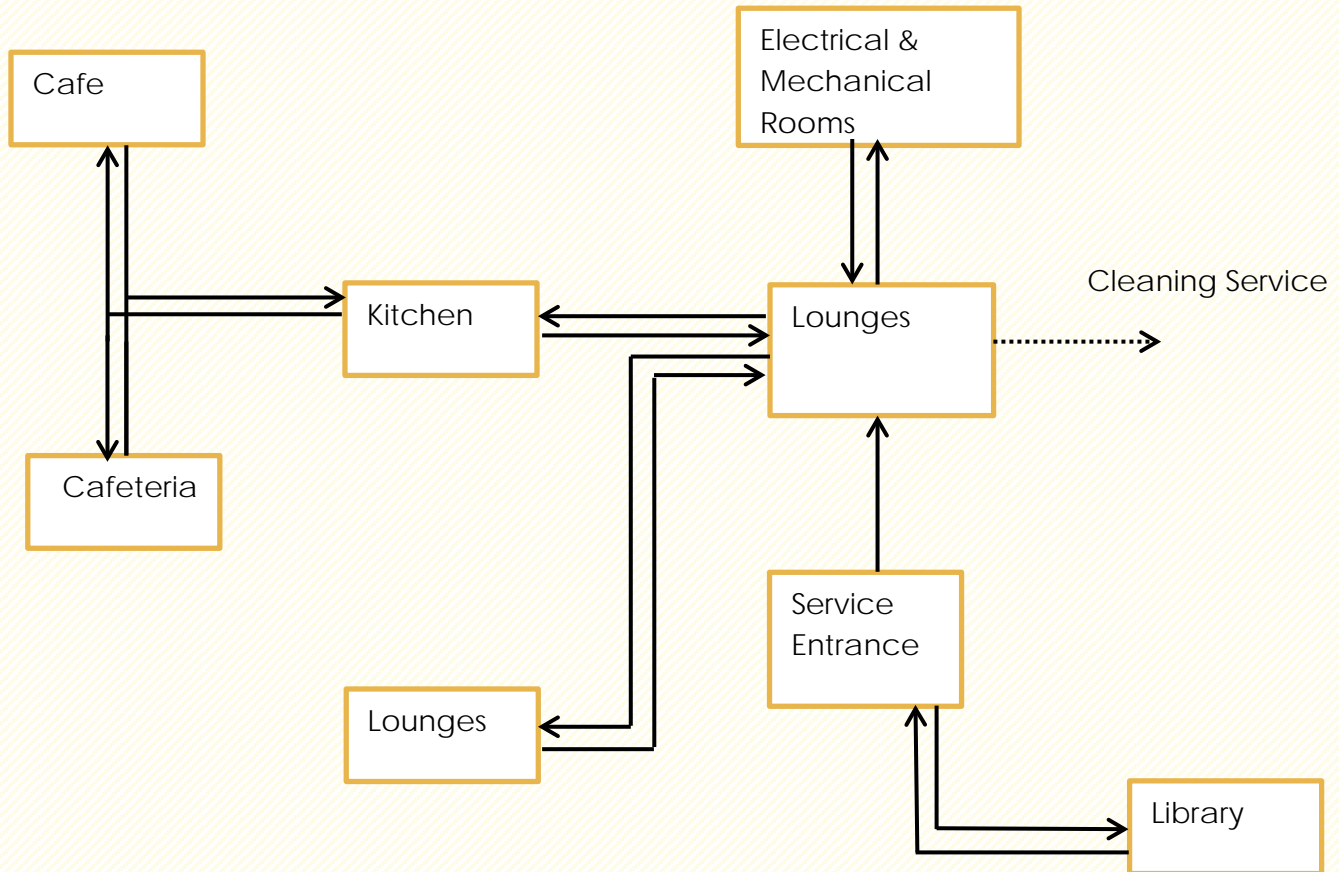 Electrical &
Mechanical
Rooms
Cafe
Cleaning Service
Kitchen
Lounges
Cafeteria
Service
Entrance
Lounges
Library